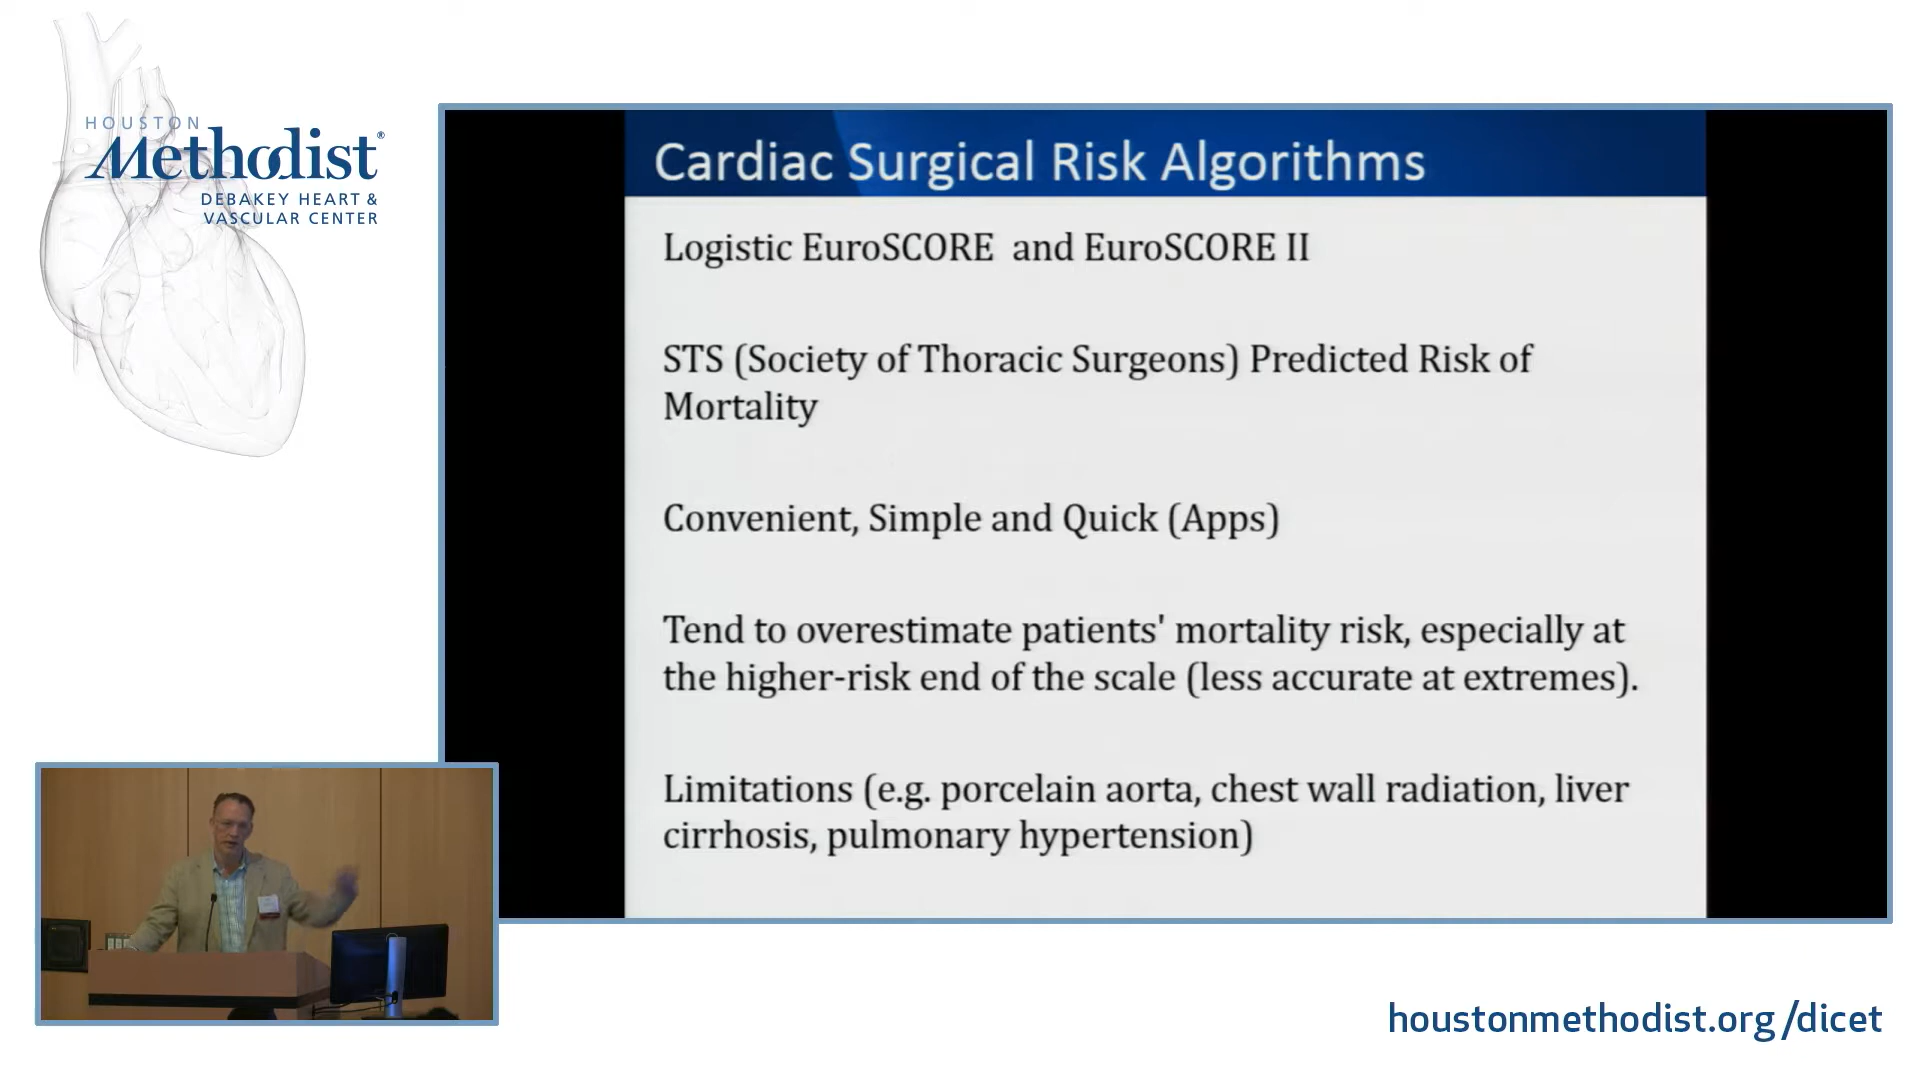 HOUSTON
Methodist®
DEBAKEY HEART &
VASCULAR CENTER
Cardiac Surgical Risk Algorithms
Logistic EuroSCORE and EuroSCORE II
STS (Society of Thoracic Surgeons) Predicted Risk of
Mortality
Convenient, Simple and Quick (Apps)
Tend to overestimate patients' mortality risk, especially at
the higher-risk end of the scale (less accurate at extremes).
Limitations (e.g. porcelain aorta, chest wall radiation, liver
cirrhosis, pulmonary hypertension)
houstonmethodist.org/dicet